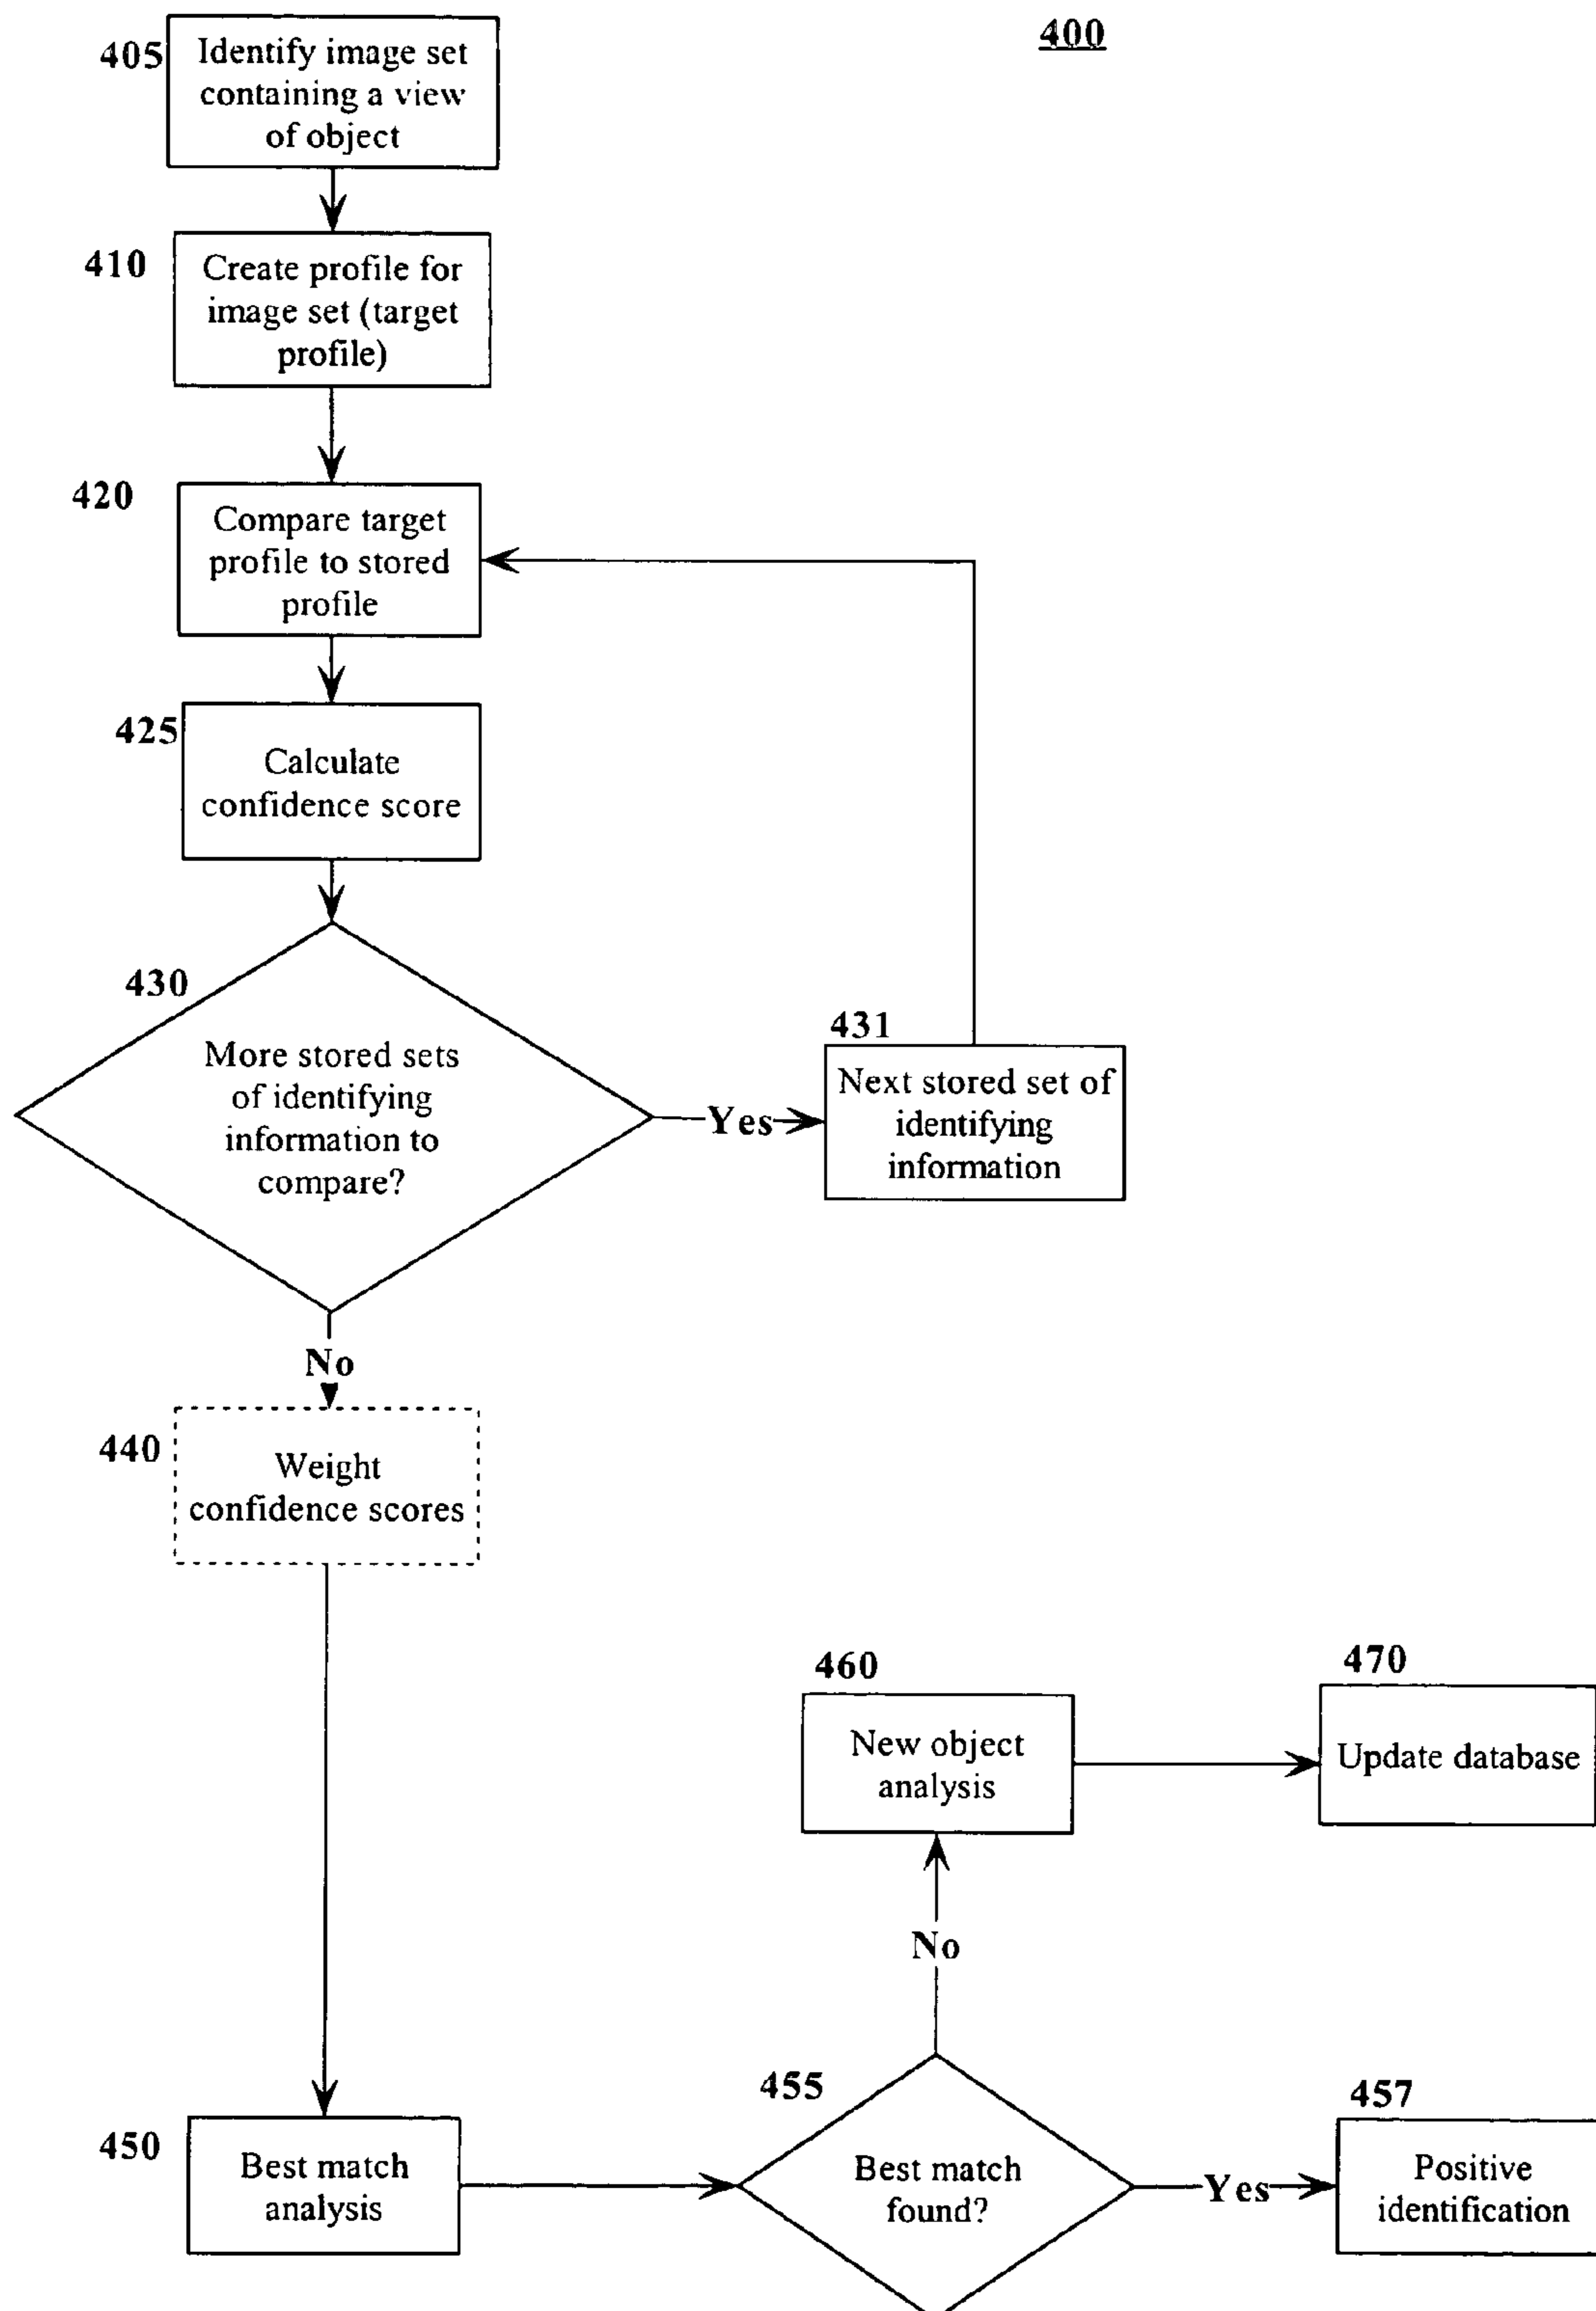 400
405
Identify image set
containing a view
of object
410
Create profile for
image set (target
profile)
420
Compare target
profile to stored
profile
425
Calculate
confidence score
430
More stored sets
of identifying
information to
compare?
Yes
431
Next stored set of
identifying
information
No
440
Weight
confidence scores
460
New object
analysis
470
Update database
No
450
Best match
analysis
455
Best match
found?
Yes
457
Positive
identification